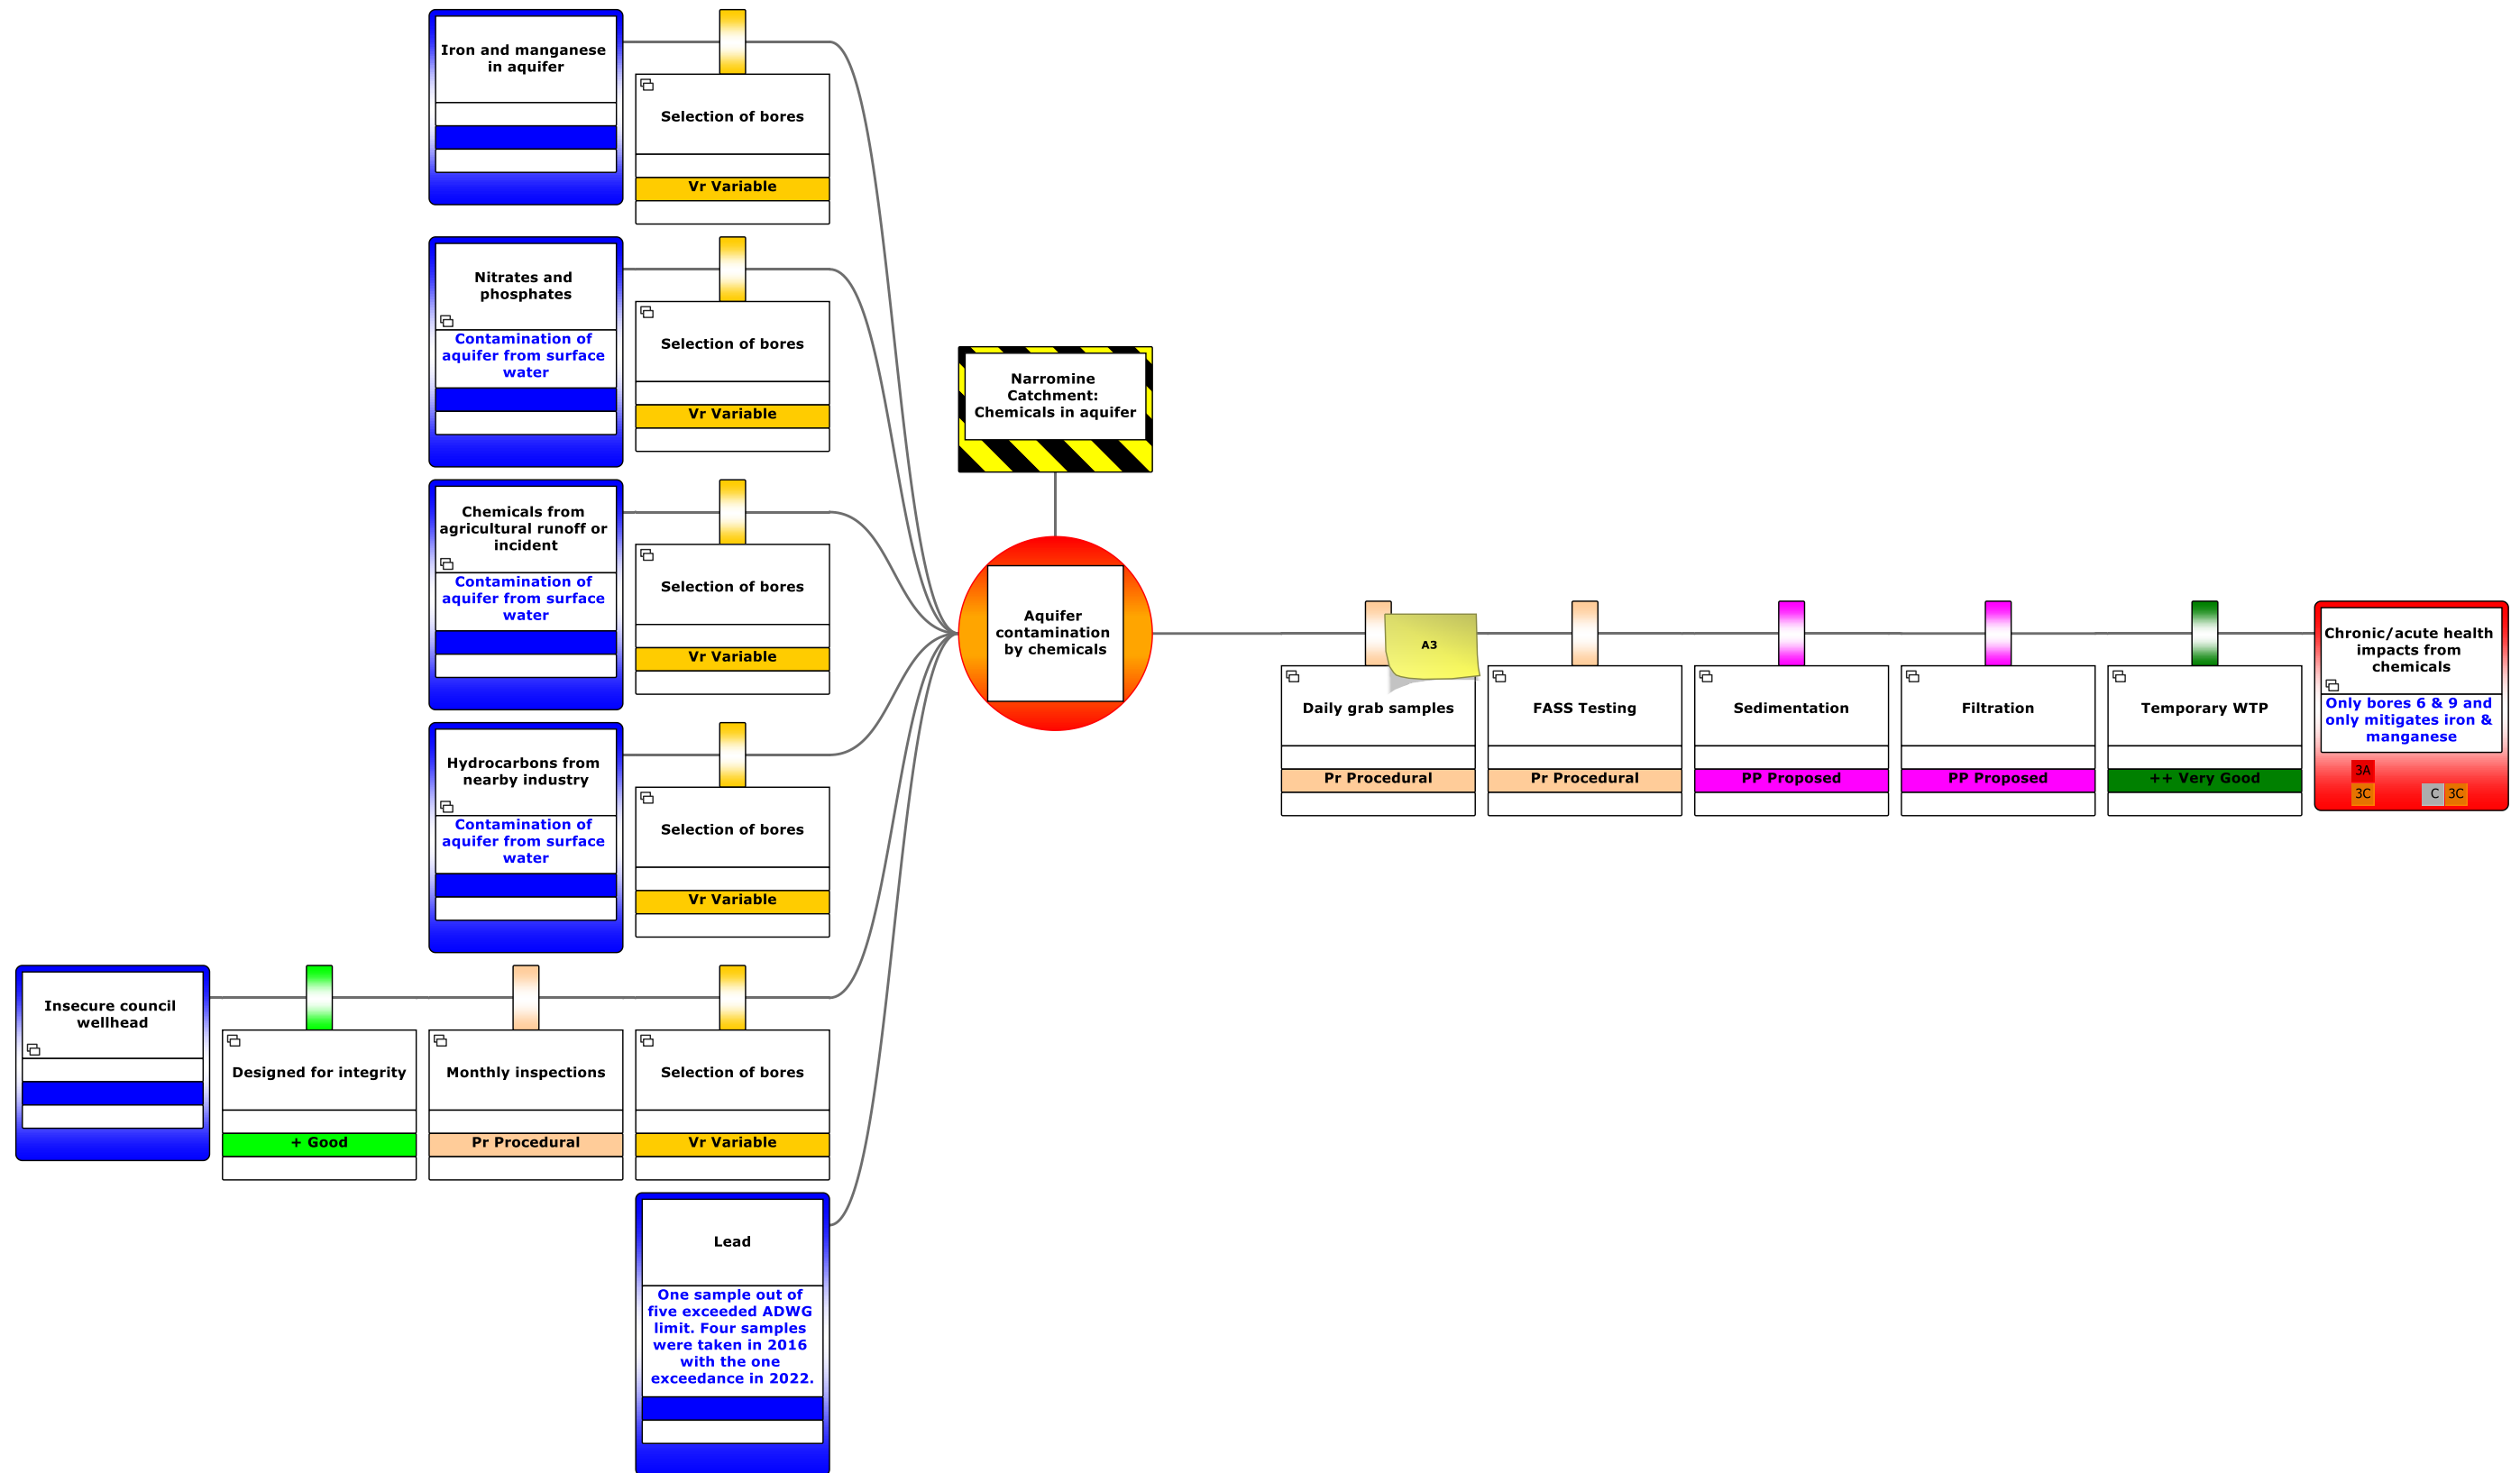 Iron and manganese
in aquifer
Selection of bores
Vr Variable
Nitrates and
phosphates
Contamination of
aquifer from surface
water
Selection of bores
Vr Variable
Narromine
Catchment:
Chemicals in aquifer
Chemicals from
agricultural runoff or
incident
Contamination of
aquifer from surface
water
Selection of bores
Vr Variable
Aquifer
contamination
by chemicals
A3
Daily grab samples
Pr Procedural
FASS Testing
Pr Procedural
Sedimentation
PP Proposed
Filtration
PP Proposed
Temporary WTP
++ Very Good
Chronic/acute health
impacts from
chemicals
Only bores 6 & 9 and
only mitigates iron &
manganese
3A
3C
C 3C
Hydrocarbons from
nearby industry
Contamination of
aquifer from surface
water
Selection of bores
Vr Variable
Insecure council
wellhead
Designed for integrity
+ Good
Monthly inspections
Pr Procedural
Selection of bores
Vr Variable
Lead
One sample out of
five exceeded ADWG
limit. Four samples
were taken in 2016
with the one
exceedance in 2022.